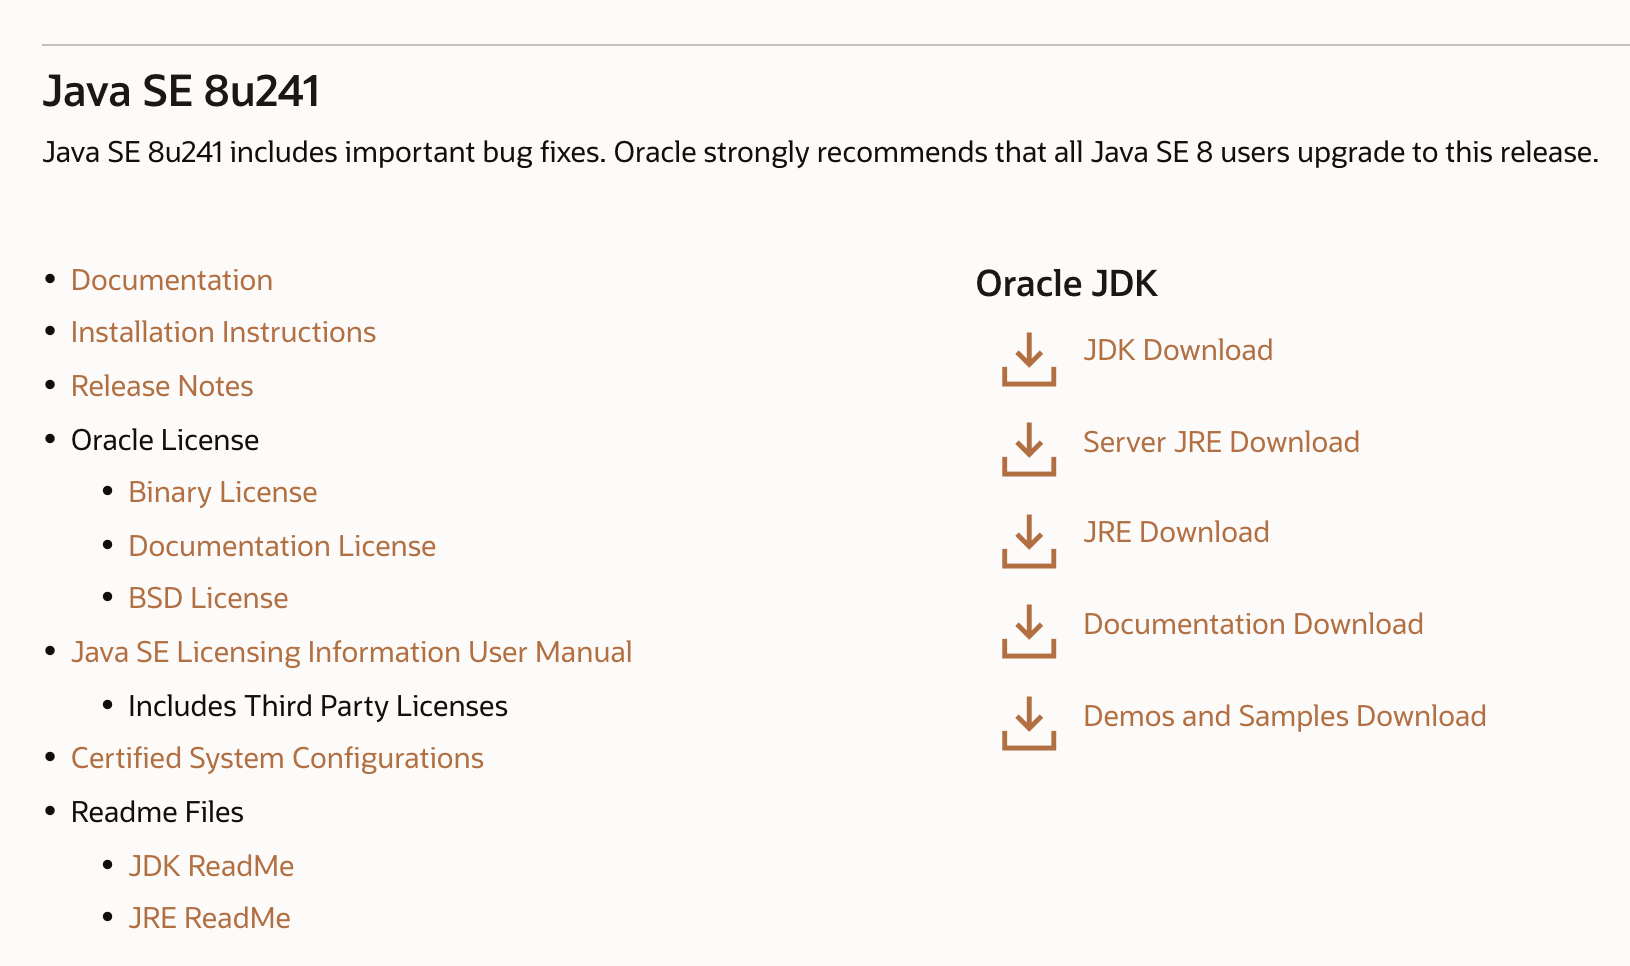 Java SE 8u241
Java SE 8u241 includes important bug fixes. Oracle strongly recommends that all Java SE 8 users upgrade to this release.
Documentation
Installation Instructions
Release Notes
Oracle License
Binary License
Documentation License
BSD License
Java SE Licensing Information User Manual
Includes Third Party Licenses
Certified System Configurations
Readme Files
JDK ReadMe
JRE ReadMe
Oracle JDK
JDK Download
Server JRE Download
JRE Download
Documentation Download
Demos and Samples Download